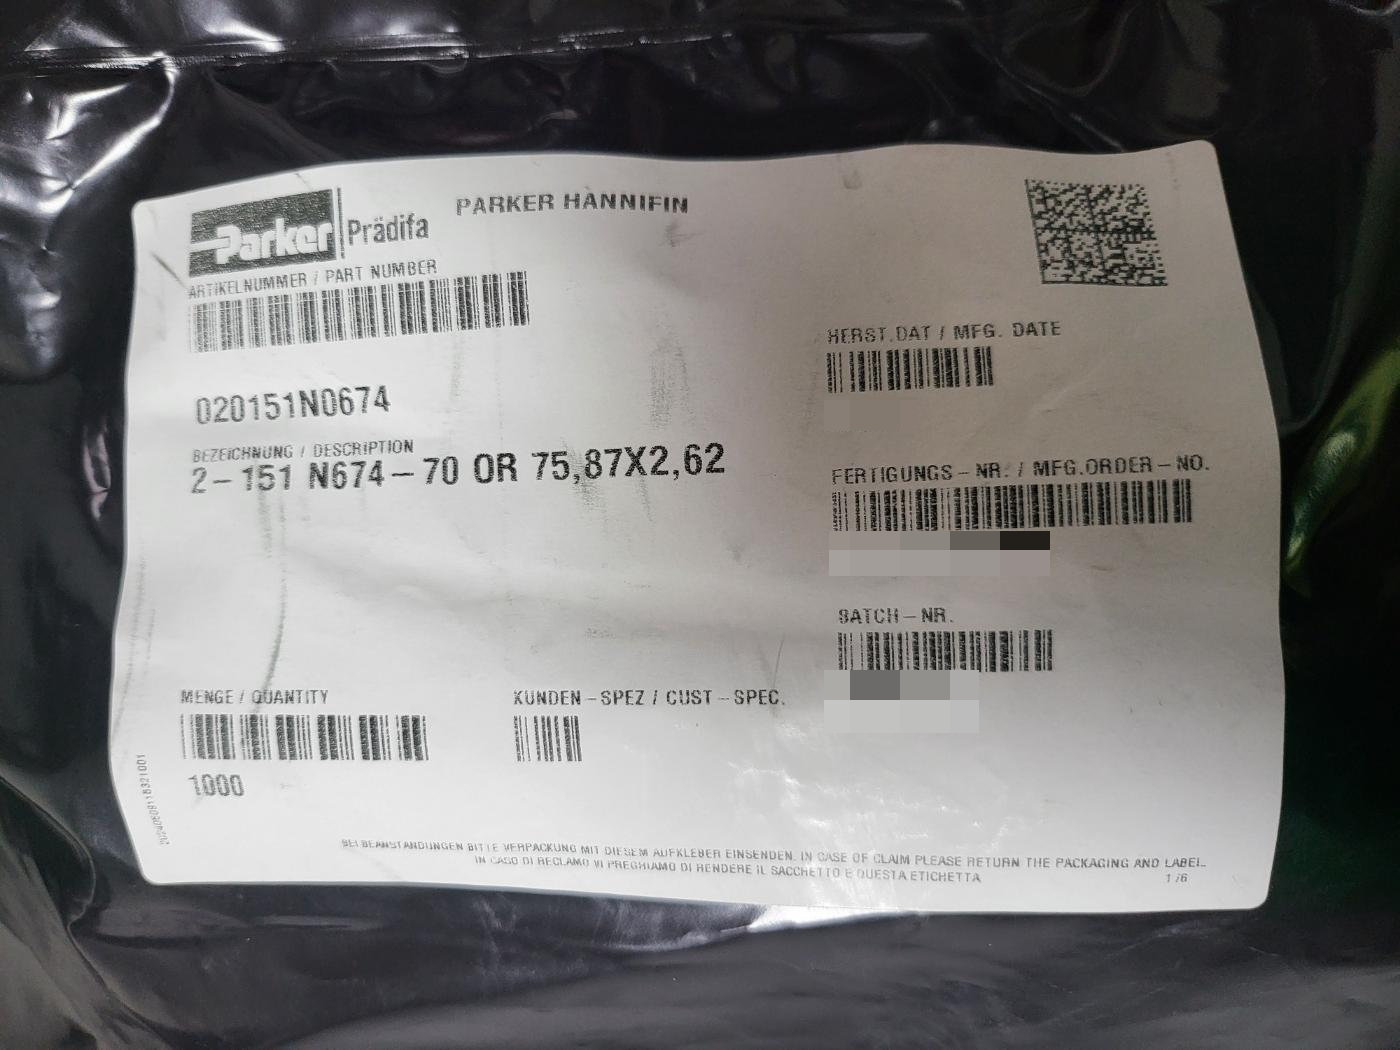 Parker Prädifa PARKER HANNIFIN
ARTIKELNUMMER / PART NUMBER
020151N0674
BEZEICHNUNG / DESCRIPTION
2-151 N674-70 OR 75,87X2,62
HERST.DAT / MFG. DATE
FERTIGUNGS-NR. / MFG.ORDER-NO.
BATCH-NR.
MENGE / QUANTITY
1000
KUNDEN-SPEZ / CUST-SPEC.
BEI BEANSTANDUNGEN BITTE VERPACKUNG MIT DIESEM AUFKLEBER EINSENDEN. IN CASE OF CLAIM PLEASE RETURN THE PACKAGING AND LABEL.
IN CASO DI RECLAMO VI PREGHIAMO DI RENDERE IL SACCHETTO E QUESTA ETICHETTA
1/6